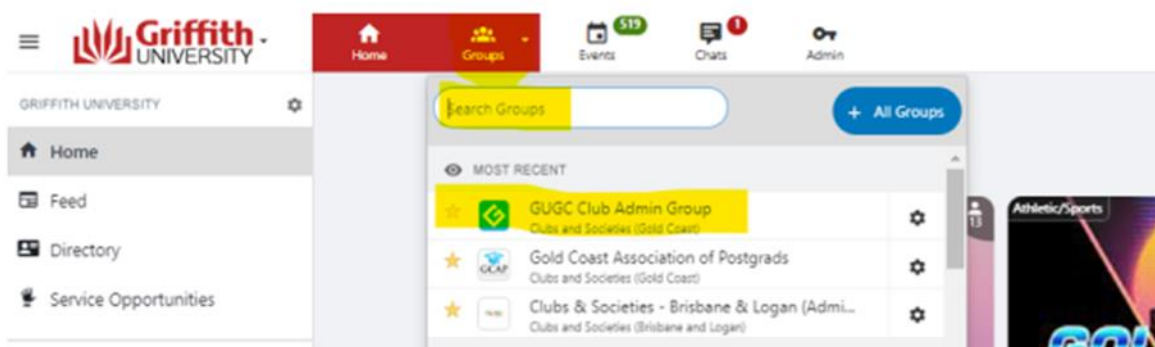 Griffith
UNIVERSITY
Home
Groups
519
Events
1
Chats
Admin
GRIFFITH UNIVERSITY
Home
Feed
Directory
Service Opportunities
Search Groups
+ All Groups
MOST RECENT
GUGC Club Admin Group
Clubs and Societies (Gold Coast)
GCAP
Gold Coast Association of Postgrads
Clubs and Societies (Gold Coast)
Clubs & Societies - Brisbane & Logan (Admi...
Clubs and Societies (Brisbane and Logan)
13
Athletic/Sports